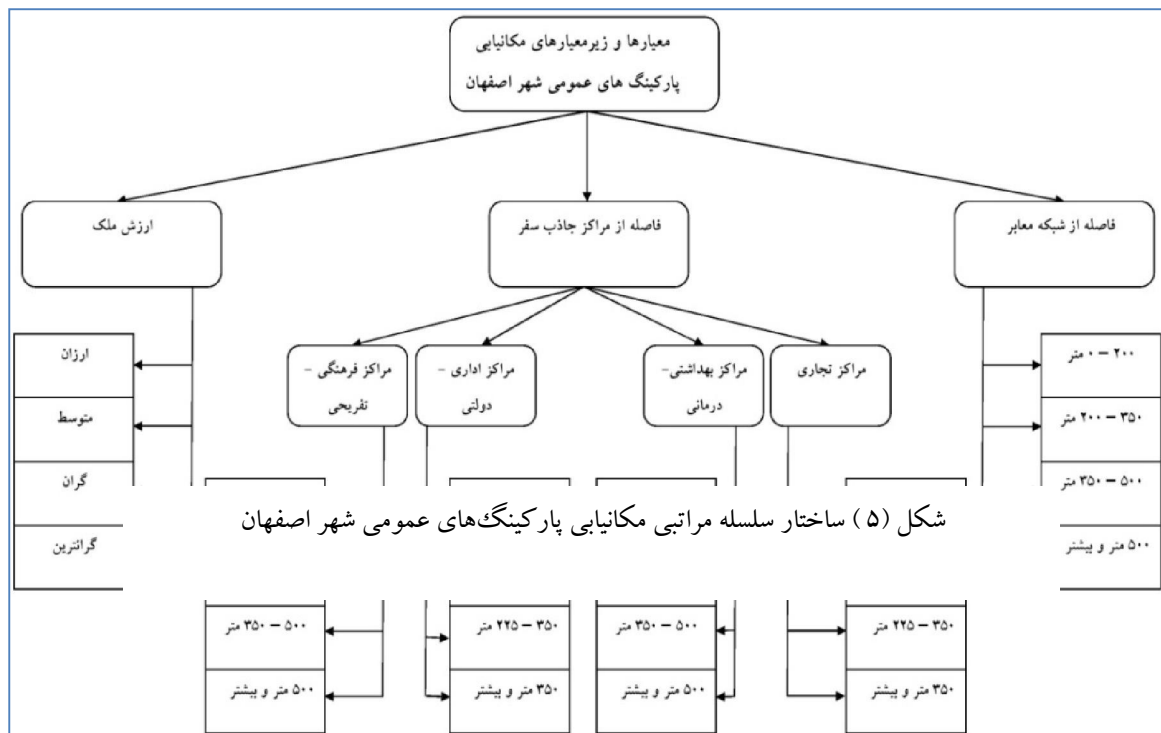 معیارها و زیرمعیارهای مکانیابی
پارکینگ های عمومی شهر اصفهان
فاصله از شبکه معابر
فاصله از مراکز جاذب سفر
ارزش ملک
مراکز تجاری
مراکز بهداشتی-
درمانی
مراکز اداری -
دولتی
مراکز فرهنگی -
تفریحی
۰ - ۲۰۰ متر
۲۰۰ - ۳۵۰ متر
۳۵۰ - ۵۰۰ متر
۵۰۰ متر و بیشتر
ارزان
متوسط
گران
گرانترین
شکل (۵) ساختار سلسله مراتبی مکانیابی پارکینگ‌های عمومی شهر اصفهان
۲۲۵ - ۳۵۰ متر
۳۵۰ متر و بیشتر
۳۵۰ - ۵۰۰ متر
۵۰۰ متر و بیشتر
۲۲۵ - ۳۵۰ متر
۳۵۰ متر و بیشتر
۳۵۰ - ۵۰۰ متر
۵۰۰ متر و بیشتر